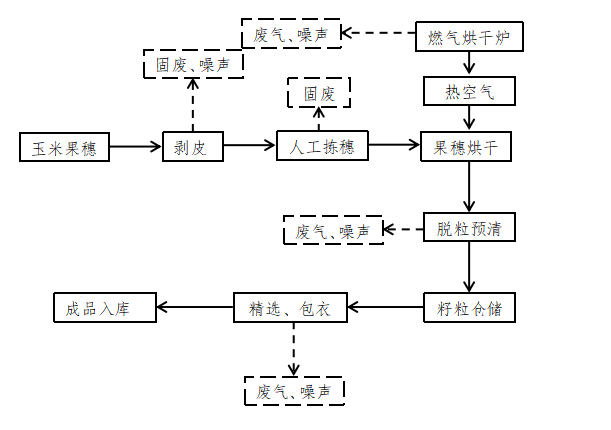 废气、噪声
燃气烘干炉
固废、噪声
固废
热空气
玉米果穗
剥皮
人工拣穗
果穗烘干
废气、噪声
脱粒预清
成品入库
精选、包衣
籽粒仓储
废气、噪声